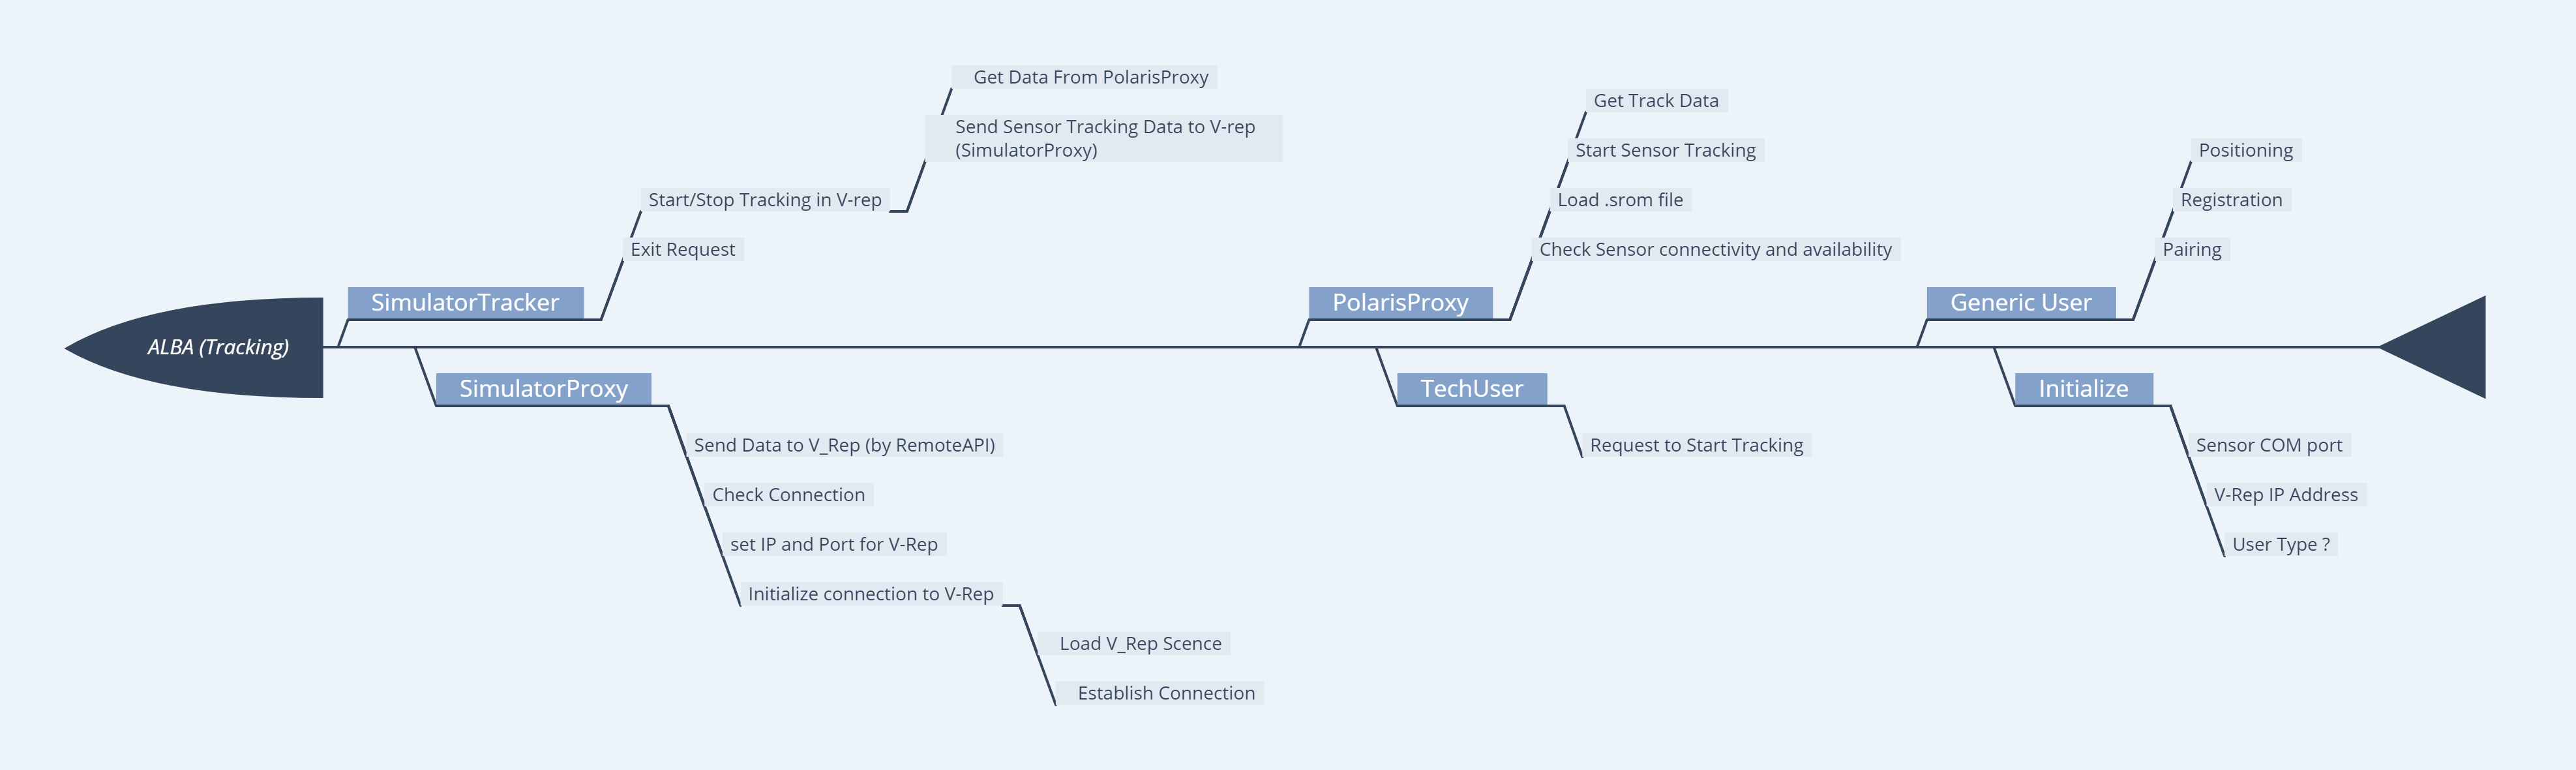 ALBA (Tracking)
SimulatorTracker
Get Data From PolarisProxy
Send Sensor Tracking Data to V-rep
(SimulatorProxy)
Start/Stop Tracking in V-rep
Exit Request
SimulatorProxy
Send Data to V_Rep (by RemoteAPI)
Check Connection
set IP and Port for V-Rep
Initialize connection to V-Rep
Load V_Rep Scence
Establish Connection
PolarisProxy
Get Track Data
Start Sensor Tracking
Load .srom file
Check Sensor connectivity and availability
TechUser
Request to Start Tracking
Generic User
Positioning
Registration
Pairing
Initialize
Sensor COM port
V-Rep IP Address
User Type ?